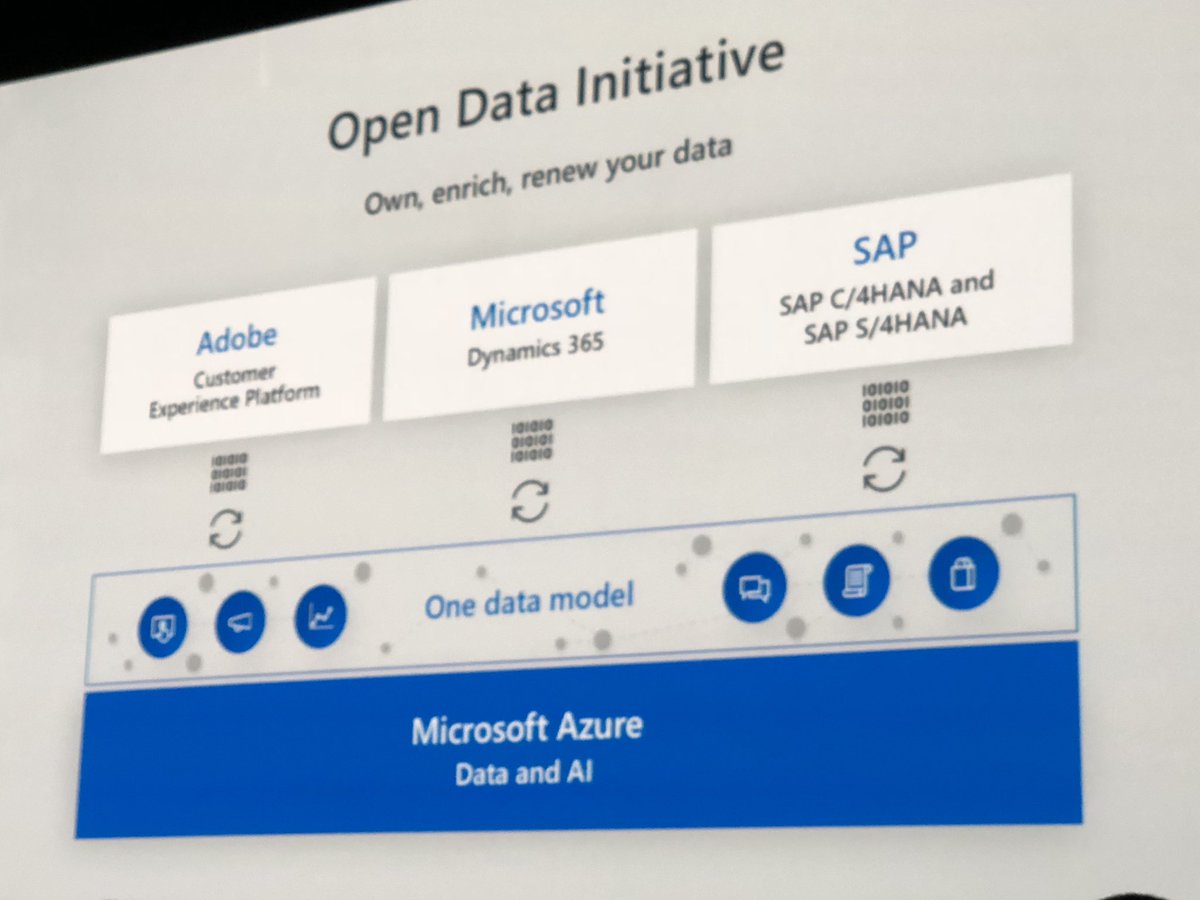 Open Data Initiative
Own, enrich, renew your data
Adobe
Customer
Experience Platform
Microsoft
Dynamics 365
SAP
SAP C/4HANA and
SAP S/4HANA
101010
010101
101010
101010
010101
101010
101010
010101
101010
One data model
Microsoft Azure
Data and AI